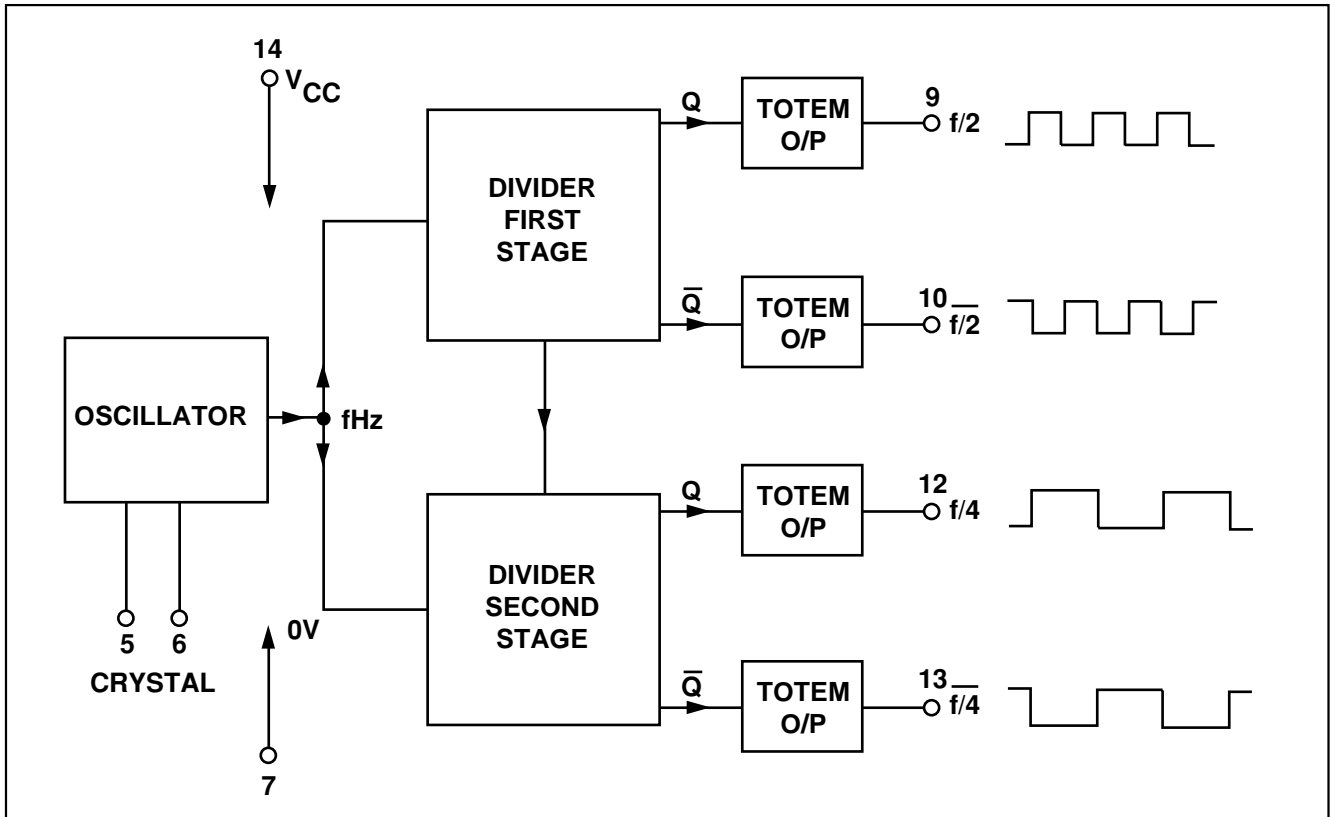 14
VCC
OSCILLATOR
5
6
CRYSTAL
0V
7
fHz
DIVIDER
FIRST
STAGE
DIVIDER
SECOND
STAGE
Q
TOTEM
O/P
9
f/2
Q̅
TOTEM
O/P
10
f̅/̅2̅
Q
TOTEM
O/P
12
f/4
Q̅
TOTEM
O/P
13
f̅/̅4̅